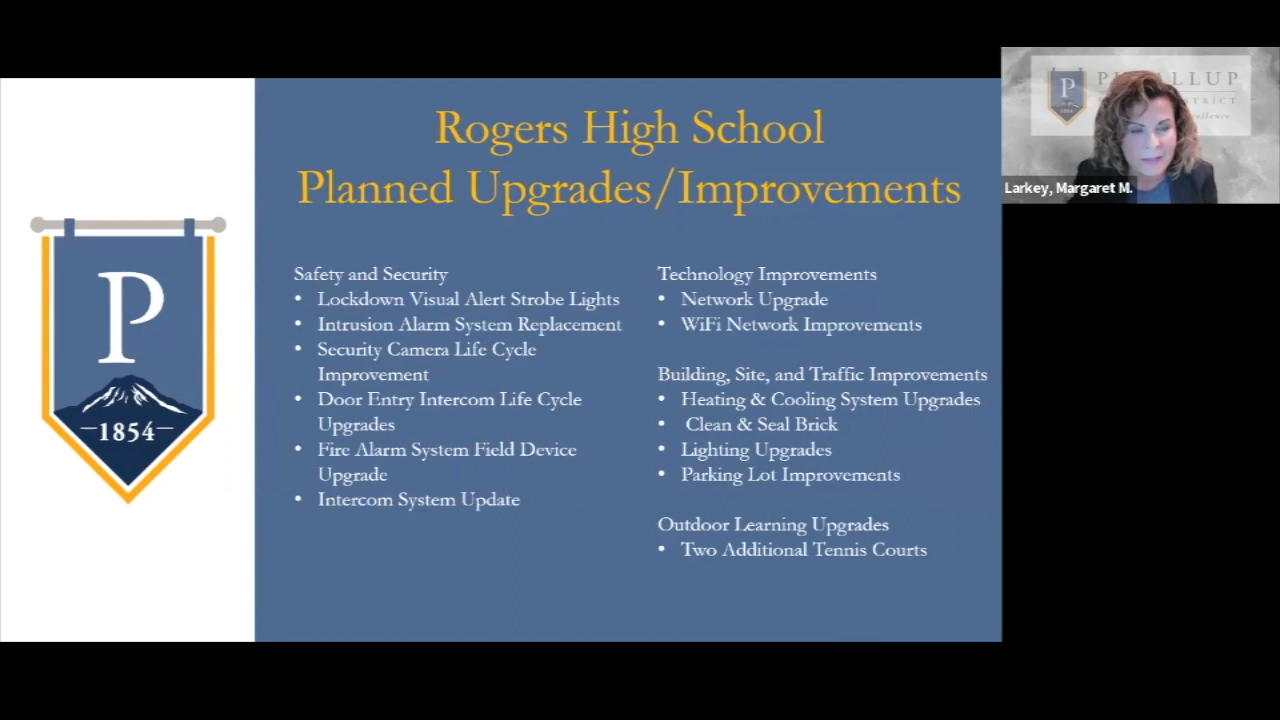 Rogers High School
Planned Upgrades/Improvements
P
1854
Safety and Security
• Lockdown Visual Alert Strobe Lights
• Intrusion Alarm System Replacement
• Security Camera Life Cycle
Improvement
• Door Entry Intercom Life Cycle
Upgrades
• Fire Alarm System Field Device
Upgrade
• Intercom System Update
Technology Improvements
• Network Upgrade
• WiFi Network Improvements
Building, Site, and Traffic Improvements
• Heating & Cooling System Upgrades
• Clean & Seal Brick
• Lighting Upgrades
• Parking Lot Improvements
Outdoor Learning Upgrades
• Two Additional Tennis Courts
P
Larkey, Margaret M.